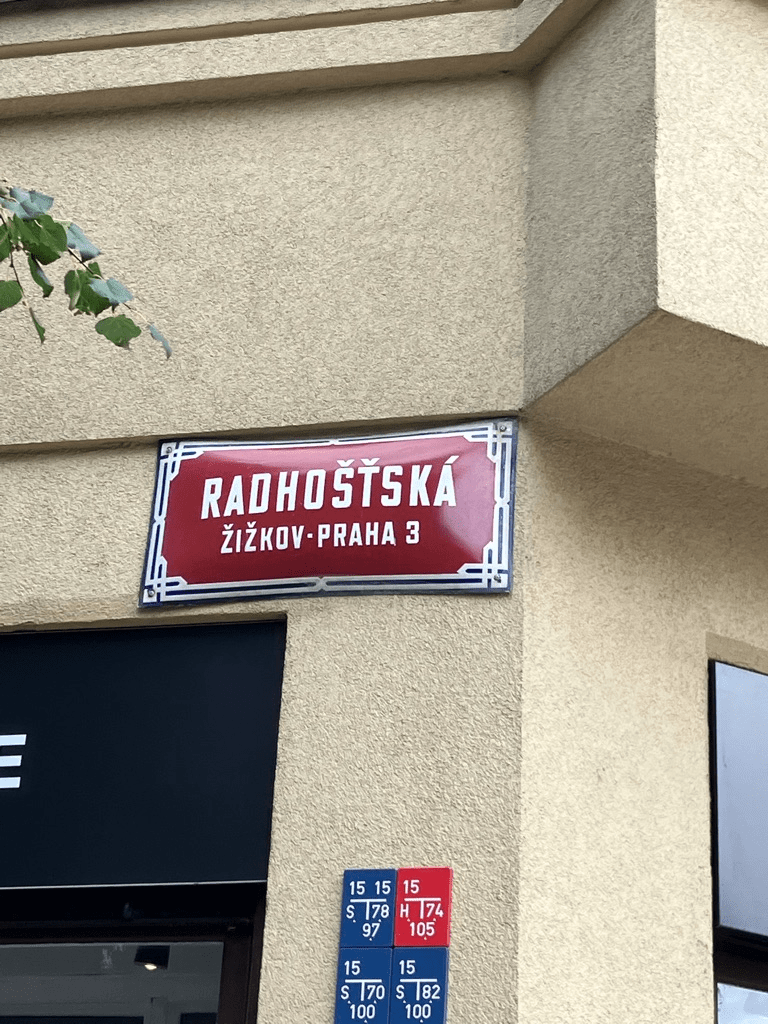 RADHOŠŤSKÁ
ŽIŽKOV-PRAHA 3
E
15 15
S 78
97
15
H 74
105
15
S 70
100
15
S 82
100